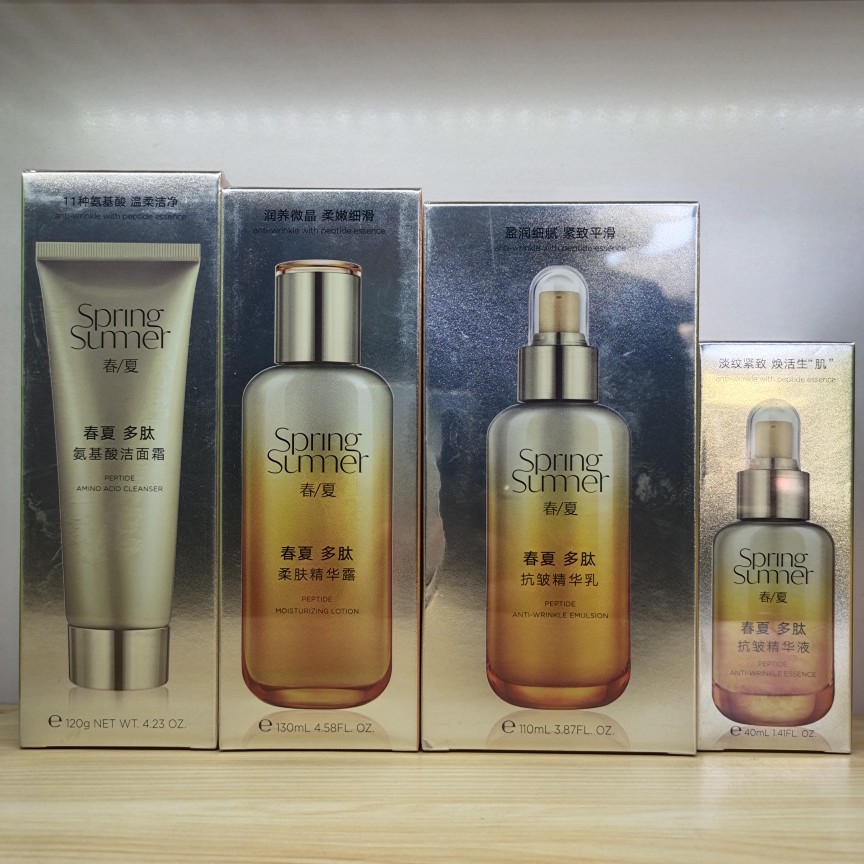 11种氨基酸 温柔洁净
anti-wrinkle with peptide essence
Spring
Summer
春/夏
春夏 多肽
氨基酸洁面霜
PEPTIDE
AMINO ACID CLEANSER
℮ 120g NET WT. 4.23 OZ.
润养微晶 柔嫩细滑
anti-wrinkle with peptide essence
Spring
Summer
春/夏
春夏 多肽
柔肤精华露
PEPTIDE
MOISTURIZING LOTION
℮ 130mL 4.58FL. OZ.
盈润细腻 紧致平滑
anti-wrinkle with peptide essence
Spring
Summer
春/夏
春夏 多肽
抗皱精华乳
PEPTIDE
ANTI-WRINKLE EMULSION
℮ 110mL 3.87FL. OZ.
淡纹紧致 焕活生“肌”
anti-wrinkle with peptide essence
Spring
Summer
春/夏
春夏 多肽
抗皱精华液
PEPTIDE
ANTI-WRINKLE ESSENCE
℮ 40mL 1.41FL. OZ.